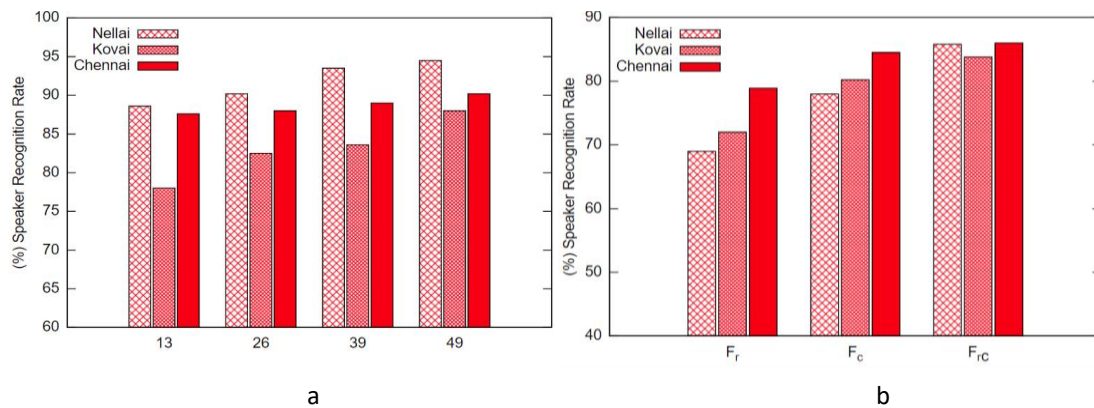 100
95
90
85
80
75
70
65
60
(%) Speaker Recognition Rate
Nellai
Kovai
Chennai
13 26 39 49
a
90
80
70
60
50
40
(%) Speaker Recognition Rate
Nellai
Kovai
Chennai
Fr Fc Frc
b